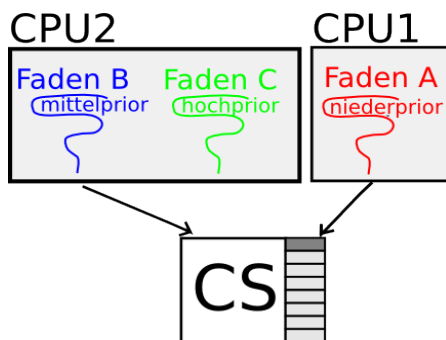 CPU2
CPU1
Faden B
mittelprior
Faden C
hochprior
Faden A
niederprior
CS